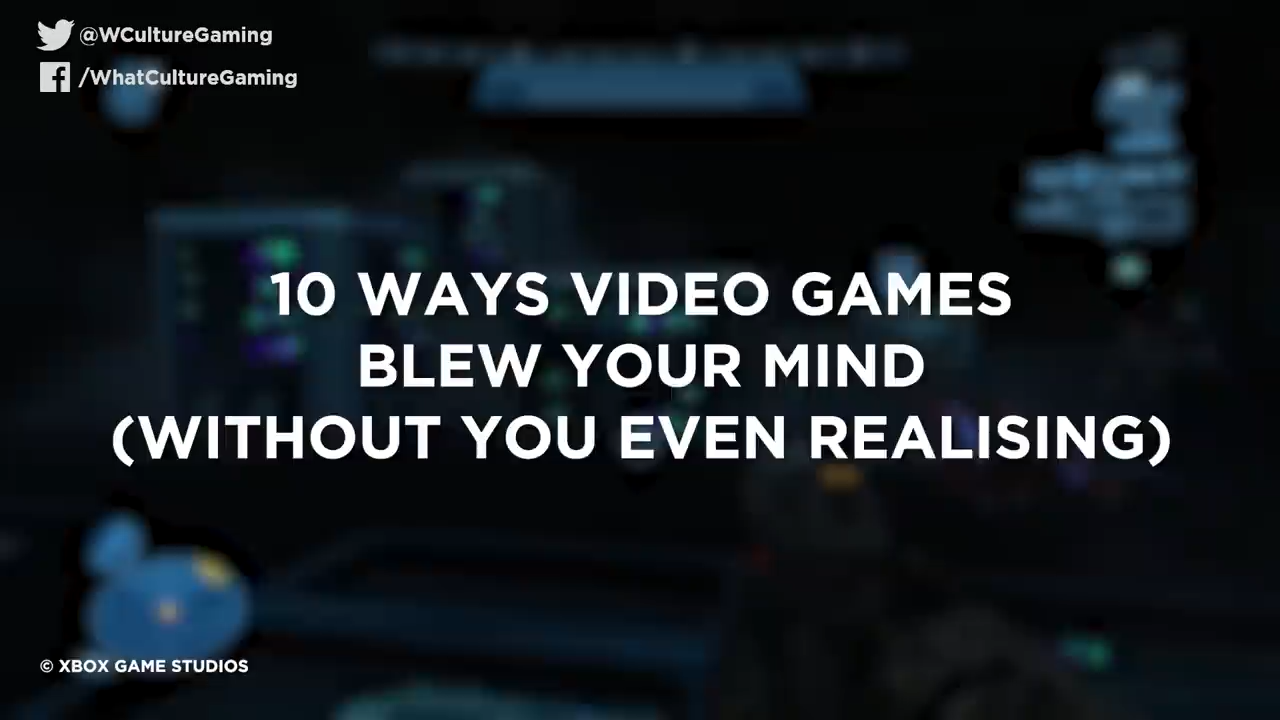 @WCultureGaming
/WhatCultureGaming
10 WAYS VIDEO GAMES
BLEW YOUR MIND
(WITHOUT YOU EVEN REALISING)
© XBOX GAME STUDIOS